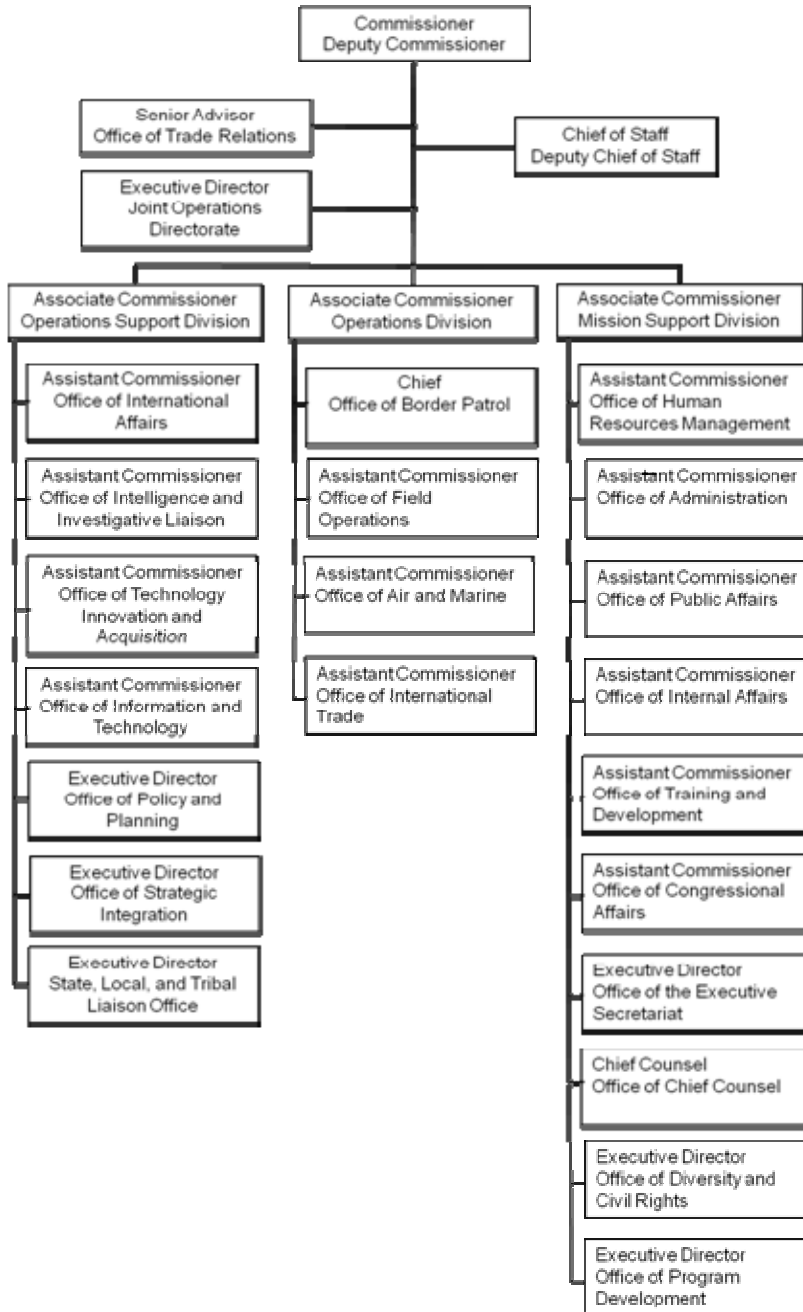 Commissioner
Deputy Commissioner
Senior Advisor
Office of Trade Relations
Chief of Staff
Deputy Chief of Staff
Executive Director
Joint Operations
Directorate
Associate Commissioner
Operations Support Division
Associate Commissioner
Operations Division
Associate Commissioner
Mission Support Division
Assistant Commissioner
Office of International
Affairs
Assistant Commissioner
Office of Intelligence and
Investigative Liaison
Assistant Commissioner
Office of Technology
Innovation and
Acquisition
Assistant Commissioner
Office of Information and
Technology
Executive Director
Office of Policy and
Planning
Executive Director
Office of Strategic
Integration
Executive Director
State, Local, and Tribal
Liaison Office
Chief
Office of Border Patrol
Assistant Commissioner
Office of Field
Operations
Assistant Commissioner
Office of Air and Marine
Assistant Commissioner
Office of International
Trade
Assistant Commissioner
Office of Human
Resources Management
Assistant Commissioner
Office of Administration
Assistant Commissioner
Office of Public Affairs
Assistant Commissioner
Office of Internal Affairs
Assistant Commissioner
Office of Training and
Development
Assistant Commissioner
Office of Congressional
Affairs
Executive Director
Office of the Executive
Secretariat
Chief Counsel
Office of Chief Counsel
Executive Director
Office of Diversity and
Civil Rights
Executive Director
Office of Program
Development